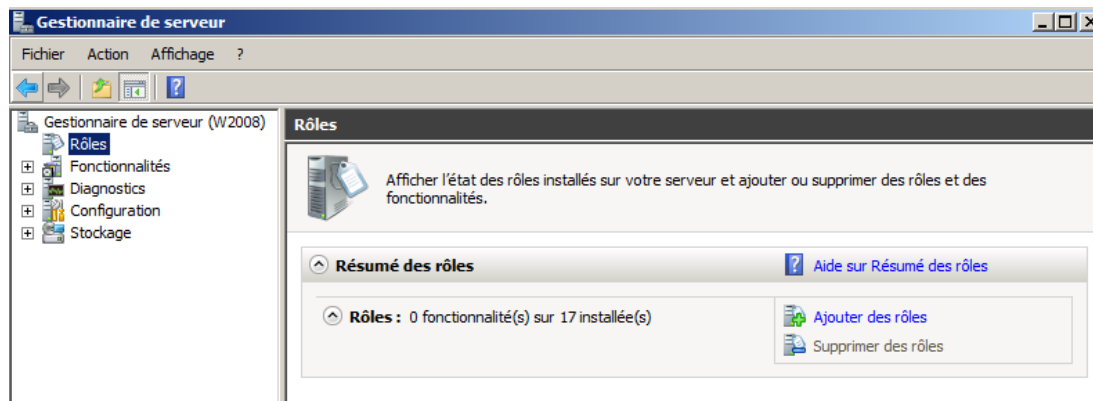 Gestionnaire de serveur
Fichier Action Affichage ?
Gestionnaire de serveur (W2008)
Rôles
Fonctionnalités
Diagnostics
Configuration
Stockage
Rôles
Afficher l'état des rôles installés sur votre serveur et ajouter ou supprimer des rôles et des
fonctionnalités.
Résumé des rôles
Aide sur Résumé des rôles
Rôles : 0 fonctionnalité(s) sur 17 installée(s)
Ajouter des rôles
Supprimer des rôles